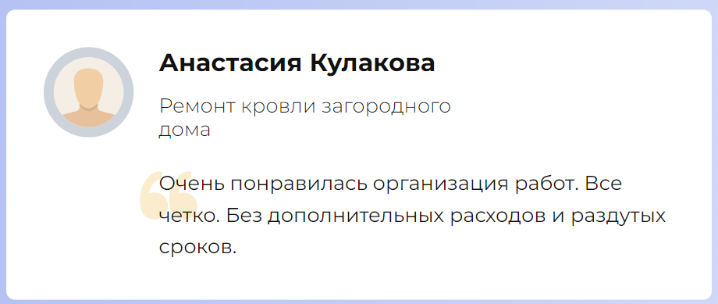 Анастасия Кулакова
Ремонт кровли загородного
дома
Очень понравилась организация работ. Все
четко. Без дополнительных расходов и раздутых
сроков.